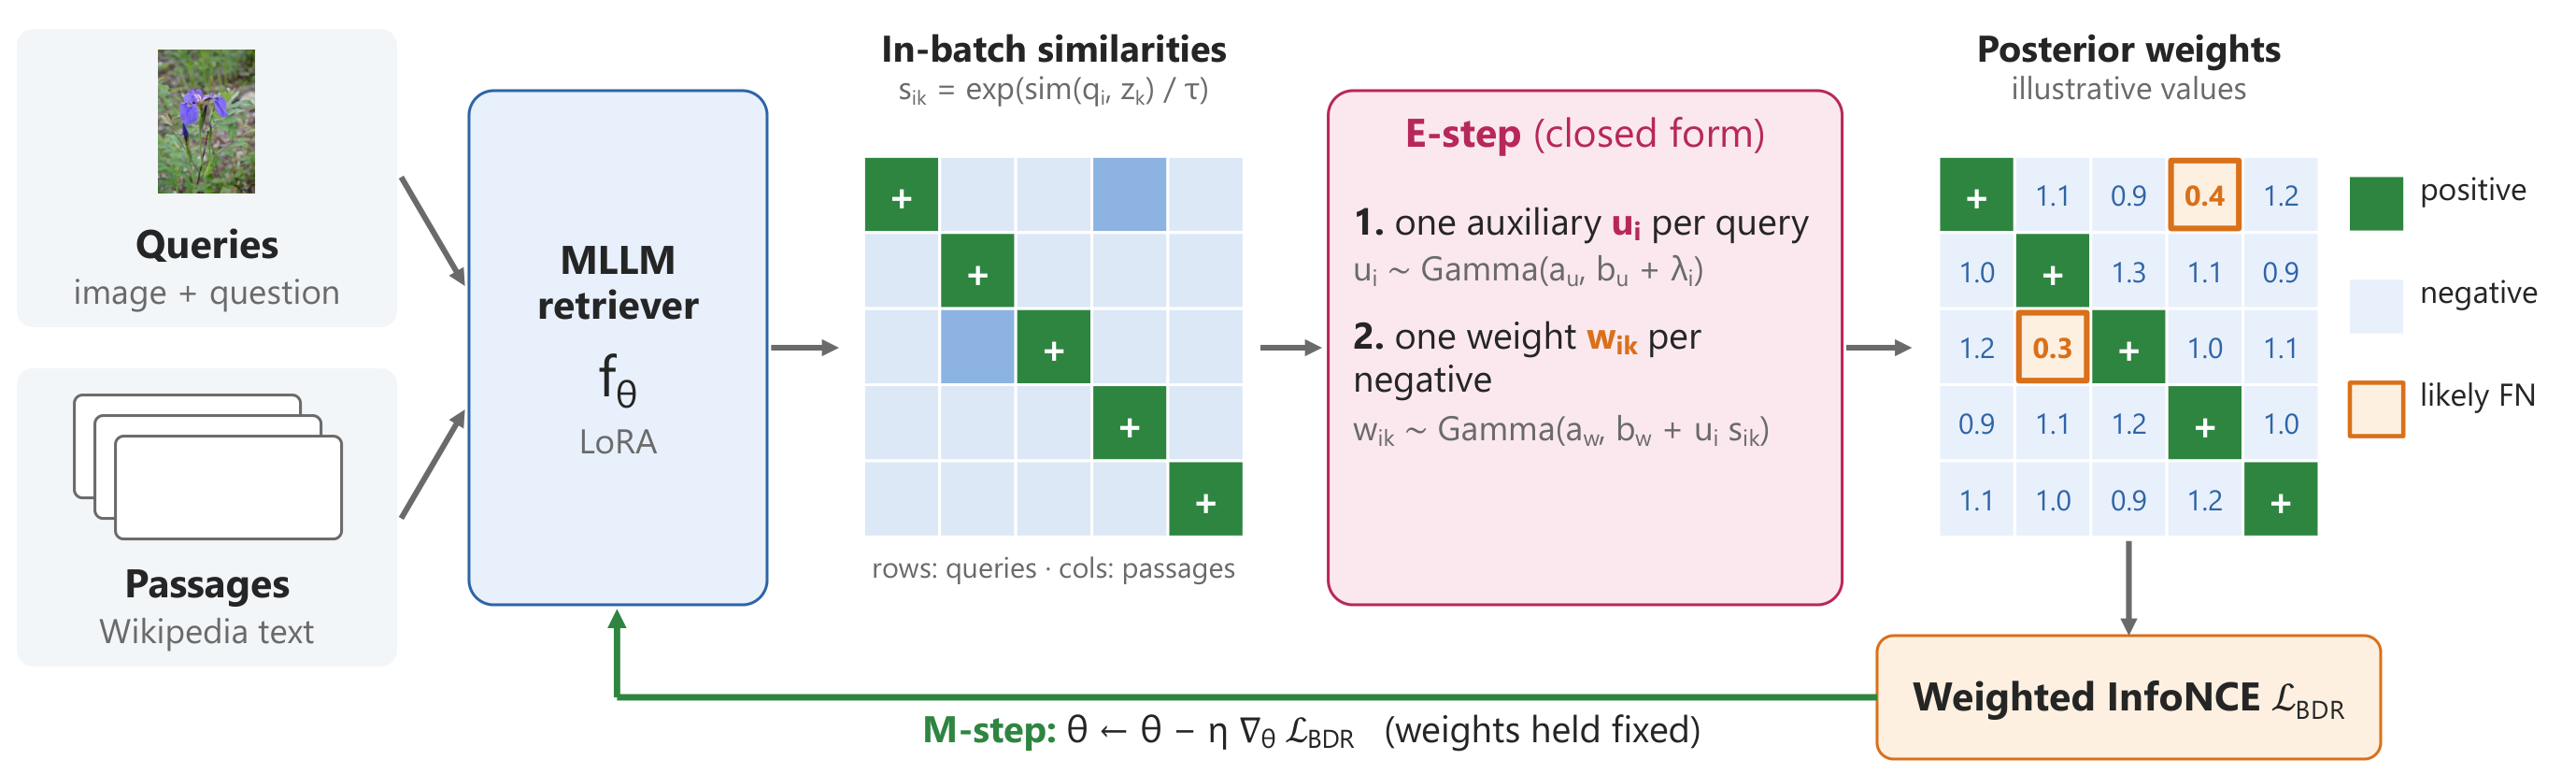 Queries
image + question
Passages
Wikipedia text
MLLM
retriever
fθ
LoRA
In-batch similarities
sik = exp(sim(qi, zk) / τ)
+
+
+
+
+
rows: queries · cols: passages
E-step (closed form)
1. one auxiliary ui per query
ui ~ Gamma(au, bu + λi)
2. one weight wik per
negative
wik ~ Gamma(aw, bw + ui sik)
Posterior weights
illustrative values
+ 1.1 0.9 0.4 1.2
1.0 + 1.3 1.1 0.9
1.2 0.3 + 1.0 1.1
0.9 1.1 1.2 + 1.0
1.1 1.0 0.9 1.2 +
positive
negative
likely FN
Weighted InfoNCE ℒBDR
M-step: θ ← θ − η ∇θ ℒBDR (weights held fixed)